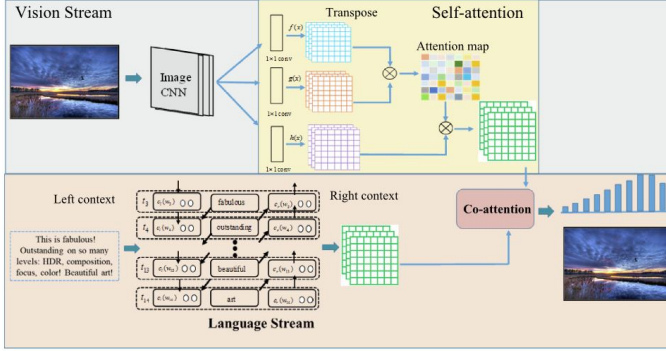 Vision Stream
Transpose
Self-attention
Image
CNN
f(x)
1×1 conv
g(x)
1×1 conv
h(x)
1×1 conv
Attention map
Left context
Right context
This is fabulous!
Outstanding on so many
levels: HDR, composition,
focus, color! Beautiful art!
t3
fabulous
t4
outstanding
t13
beautiful
t14
art
Language Stream
Co-attention